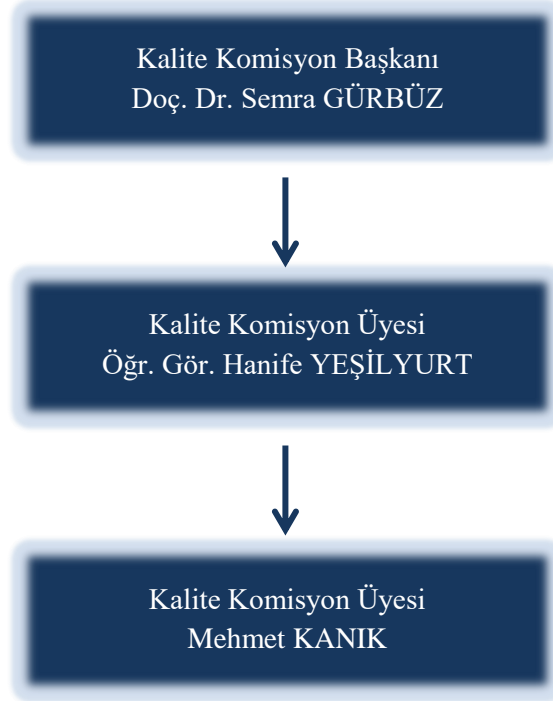 Kalite Komisyon Başkanı
Doç. Dr. Semra GÜRBÜZ
Kalite Komisyon Üyesi
Öğr. Gör. Hanife YEŞİLYURT
Kalite Komisyon Üyesi
Mehmet KANIK